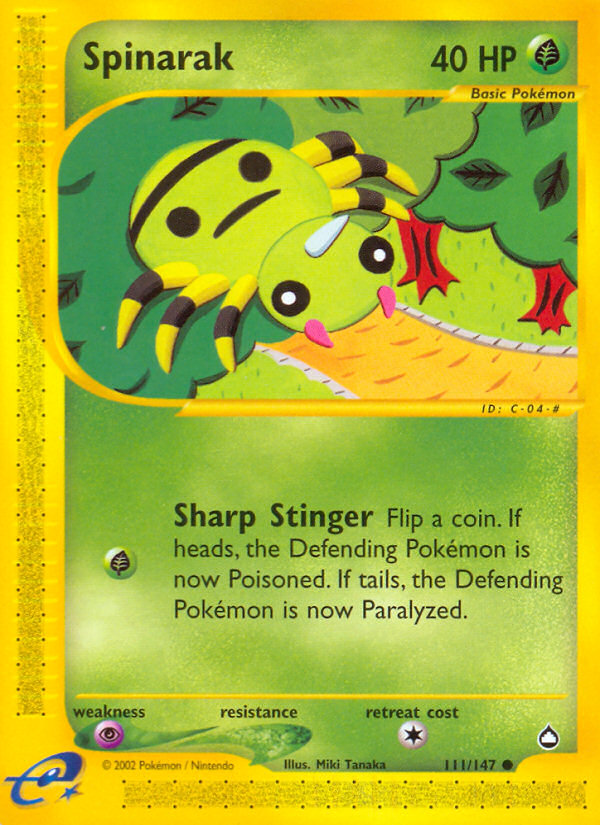 Spinarak
40 HP
Basic Pokémon
ID: C-04-#
Sharp Stinger Flip a coin. If
heads, the Defending Pokémon is
now Poisoned. If tails, the Defending
Pokémon is now Paralyzed.
weakness resistance retreat cost
© 2002 Pokémon / Nintendo Illus. Miki Tanaka 111/147
e